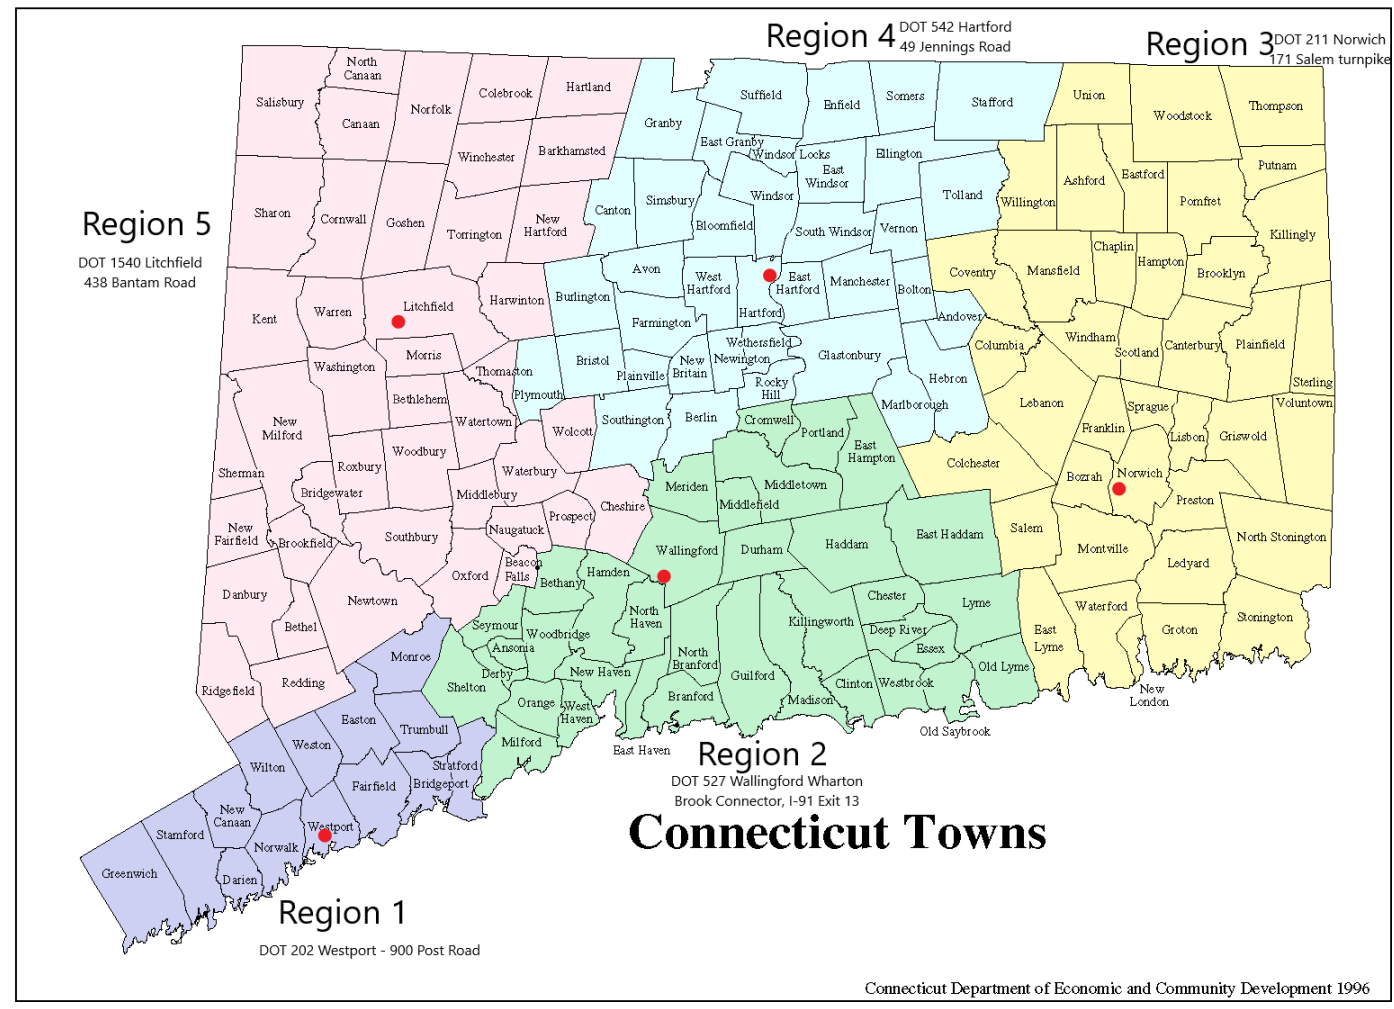 Region 4
DOT 542 Hartford
49 Jennings Road
Region 3
DOT 211 Norwich
171 Salem turnpike
Region 5
DOT 1540 Litchfield
438 Bantam Road
Salisbury
North
Canaan
Canaan
Norfolk
Colebrook
Hartland
Winchester
Barkhamsted
Sharon
Cornwall
Goshen
Torrington
New
Hartford
Kent
Warren
Litchfield
Harwinton
Morris
Washington
Thomaston
Bethlehem
Watertown
New
Milford
Sherman
Roxbury
Woodbury
Wolcott
Waterbury
Bridgewater
Middlebury
Cheshire
Prospect
Naugatuck
New
Fairfield
Brookfield
Southbury
Oxford
Beacon
Falls
Danbury
Newtown
Bethel
Ridgefield
Redding
Granby
Suffield
Enfield
Somers
Stafford
East Granby
Windsor Locks
East
Windsor
Ellington
Tolland
Canton
Simsbury
Windsor
Bloomfield
South Windsor
Vernon
Avon
West
Hartford
East
Hartford
Manchester
Bolton
Burlington
Hartford
Andover
Farmington
Wethersfield
Newington
Glastonbury
Bristol
Plainville
New
Britain
Rocky
Hill
Hebron
Plymouth
Marlborough
Southington
Berlin
Union
Woodstock
Thompson
Putnam
Willington
Ashford
Eastford
Pomfret
Killingly
Coventry
Mansfield
Chaplin
Hampton
Brooklyn
Columbia
Windham
Scotland
Canterbury
Plainfield
Sterling
Lebanon
Sprague
Franklin
Lisbon
Griswold
Voluntown
Colchester
Bozrah
Norwich
Preston
Salem
Montville
Ledyard
North Stonington
East
Lyme
Waterford
Groton
Stonington
New
London
Cromwell
Portland
East
Hampton
Meriden
Middletown
Middlefield
Wallingford
Durham
Haddam
East Haddam
Bethany
Hamden
North
Haven
Killingworth
Chester
Lyme
Deep River
Essex
Seymour
Woodbridge
Ansonia
Derby
New Haven
North
Branford
Guilford
Shelton
Orange
West
Haven
Branford
Madison
Clinton
Westbrook
Old Lyme
Milford
East Haven
Old Saybrook
Monroe
Easton
Trumbull
Weston
Wilton
Stratford
Bridgeport
Fairfield
New
Canaan
Stamford
Westport
Norwalk
Greenwich
Darien
Region 2
DOT 527 Wallingford Wharton
Brook Connector, I-91 Exit 13
Connecticut Towns
Region 1
DOT 202 Westport - 900 Post Road
Connecticut Department of Economic and Community Development 1996